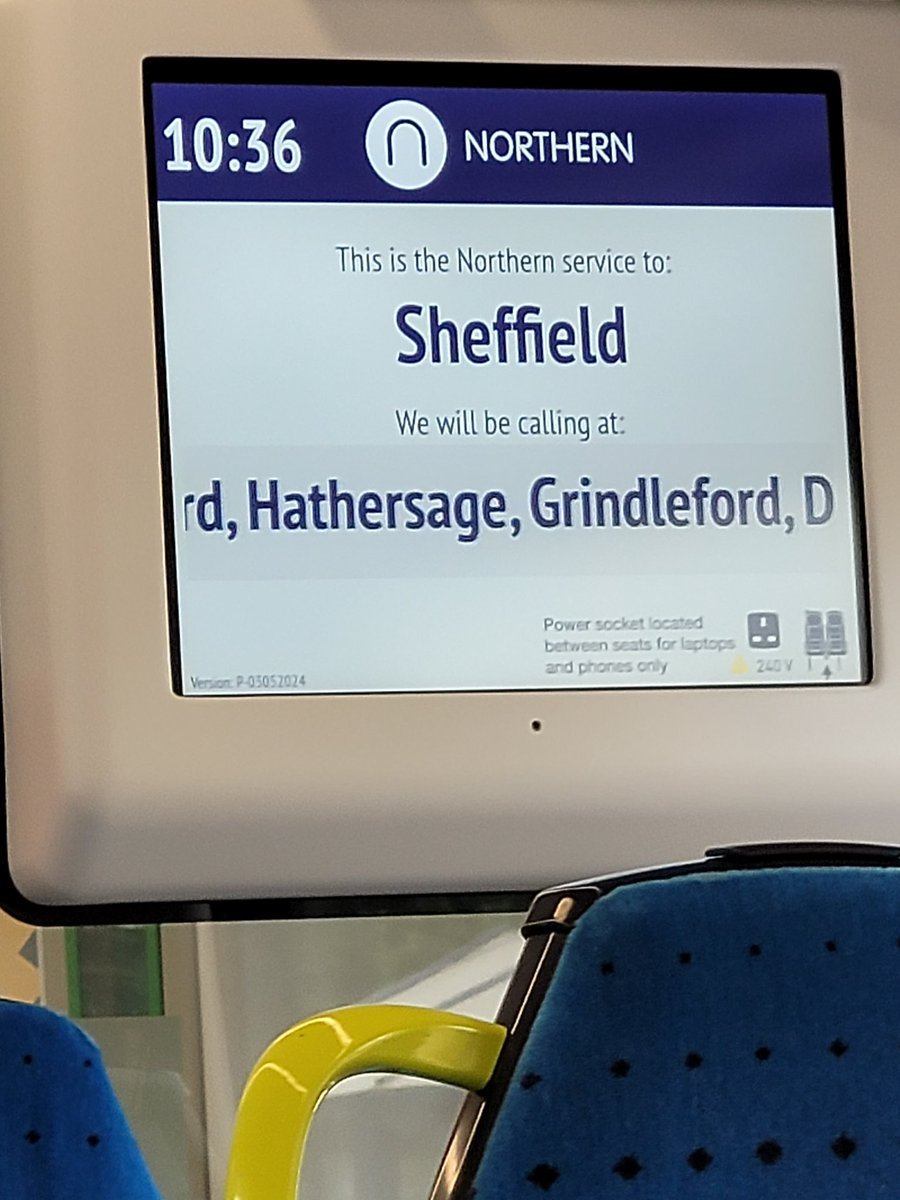 10:36 NORTHERN
This is the Northern service to:
Sheffield
We will be calling at:
rd, Hathersage, Grindleford, D
Power socket located
between seats for laptops
and phones only
240 V
Version: P-03052024